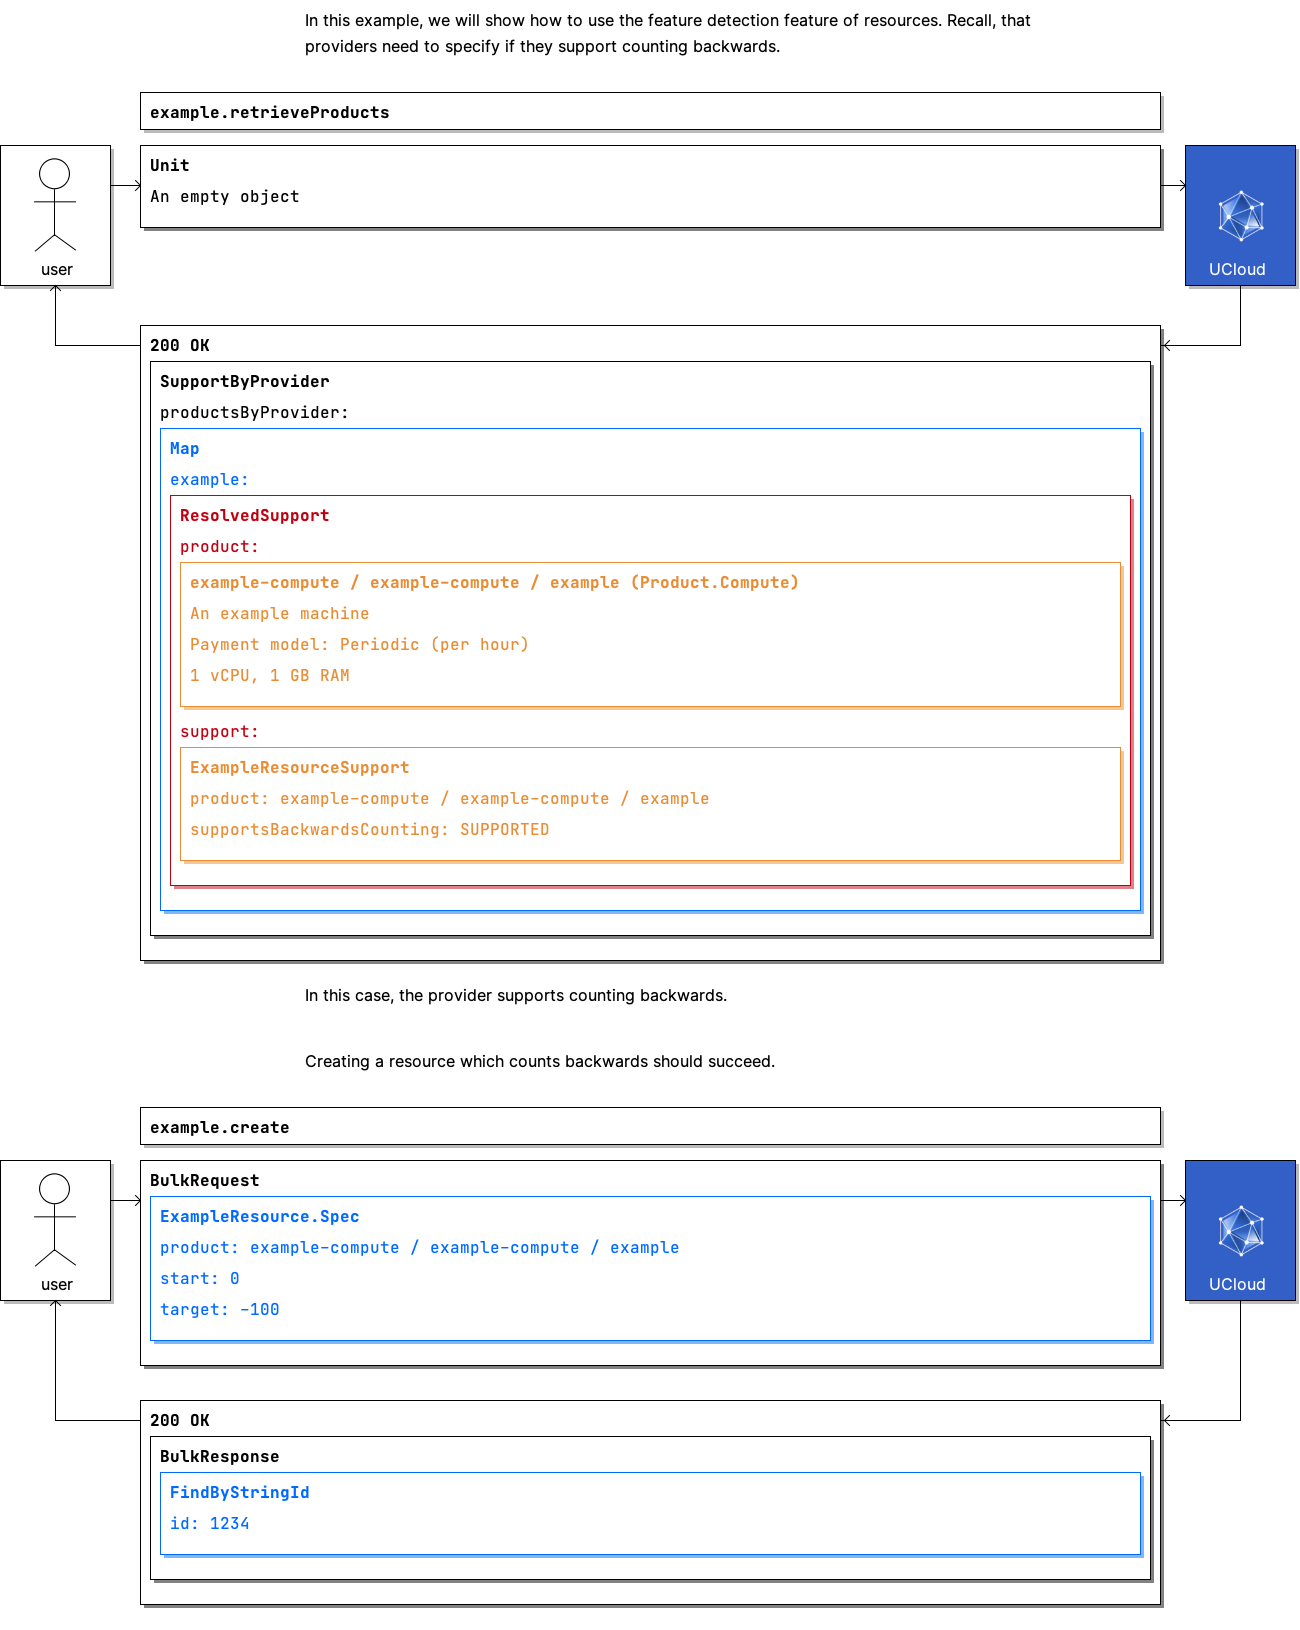 In this example, we will show how to use the feature detection feature of resources. Recall, that
providers need to specify if they support counting backwards.
example.retrieveProducts
Unit
An empty object
user
UCloud
200 OK
SupportByProvider
productsByProvider:
Map
example:
ResolvedSupport
product:
example-compute / example-compute / example (Product.Compute)
An example machine
Payment model: Periodic (per hour)
1 vCPU, 1 GB RAM
support:
ExampleResourceSupport
product: example-compute / example-compute / example
supportsBackwardsCounting: SUPPORTED
In this case, the provider supports counting backwards.
Creating a resource which counts backwards should succeed.
example.create
BulkRequest
ExampleResource.Spec
product: example-compute / example-compute / example
start: 0
target: -100
user
UCloud
200 OK
BulkResponse
FindByStringId
id: 1234